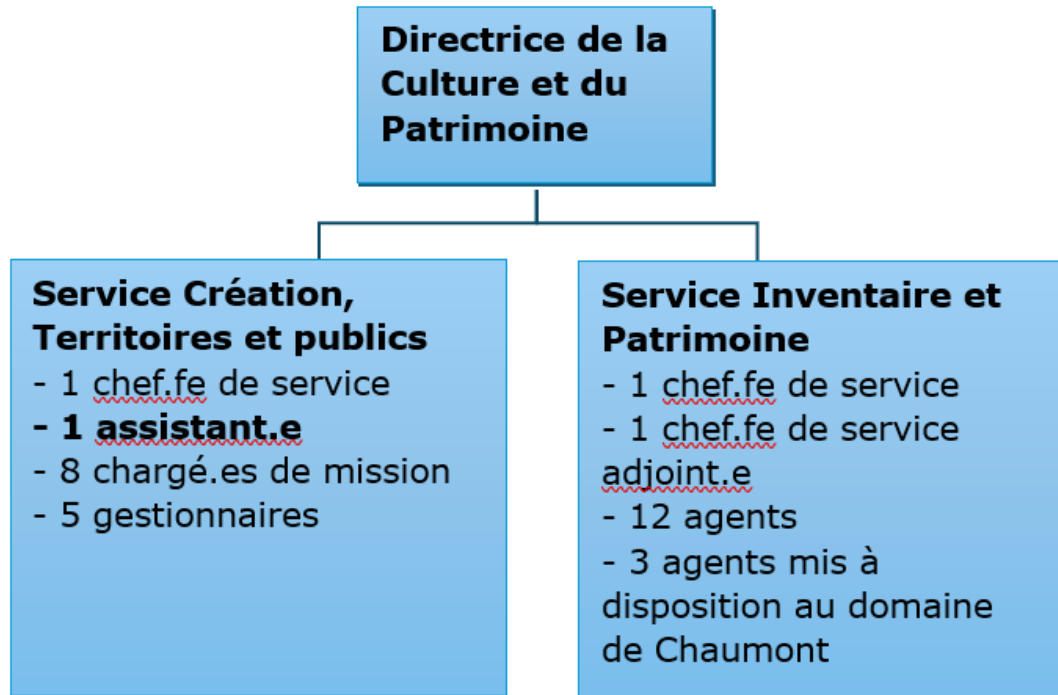 Directrice de la
Culture et du
Patrimoine
Service Création,
Territoires et publics
- 1 chef.fe de service
- 1 assistant.e
- 8 chargé.es de mission
- 5 gestionnaires
Service Inventaire et
Patrimoine
- 1 chef.fe de service
- 1 chef.fe de service
adjoint.e
- 12 agents
- 3 agents mis à
disposition au domaine
de Chaumont